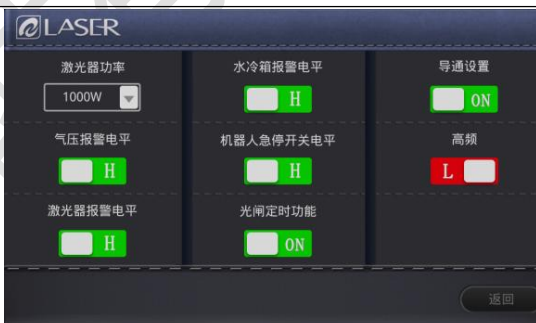 LASER
激光器功率
水冷箱报警电平
导通设置
1000W
H
ON
气压报警电平
机器人急停开关电平
高频
H
H
L
激光器报警电平
光闸定时功能
H
ON
返回